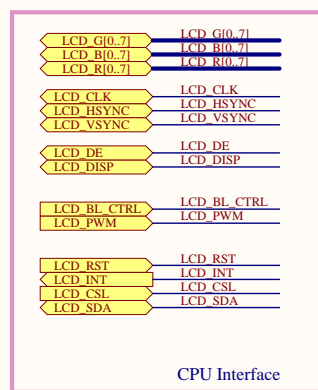 LCD_G[0..7] LCD_G[0..7]
LCD_B[0..7] LCD_B[0..7]
LCD_R[0..7] LCD_R[0..7]
LCD_CLK LCD_CLK
LCD_HSYNC LCD_HSYNC
LCD_VSYNC LCD_VSYNC
LCD_DE LCD_DE
LCD_DISP LCD_DISP
LCD_BL_CTRL LCD_BL_CTRL
LCD_PWM LCD_PWM
LCD_RST LCD_RST
LCD_INT LCD_INT
LCD_CSL LCD_CSL
LCD_SDA LCD_SDA
CPU Interface